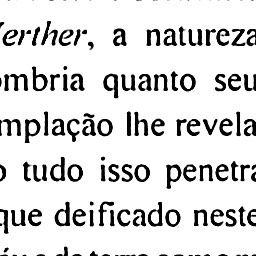 Werther, a natureza
ombria quanto seu
mplação lhe revela
o tudo isso penetra
que deificado neste